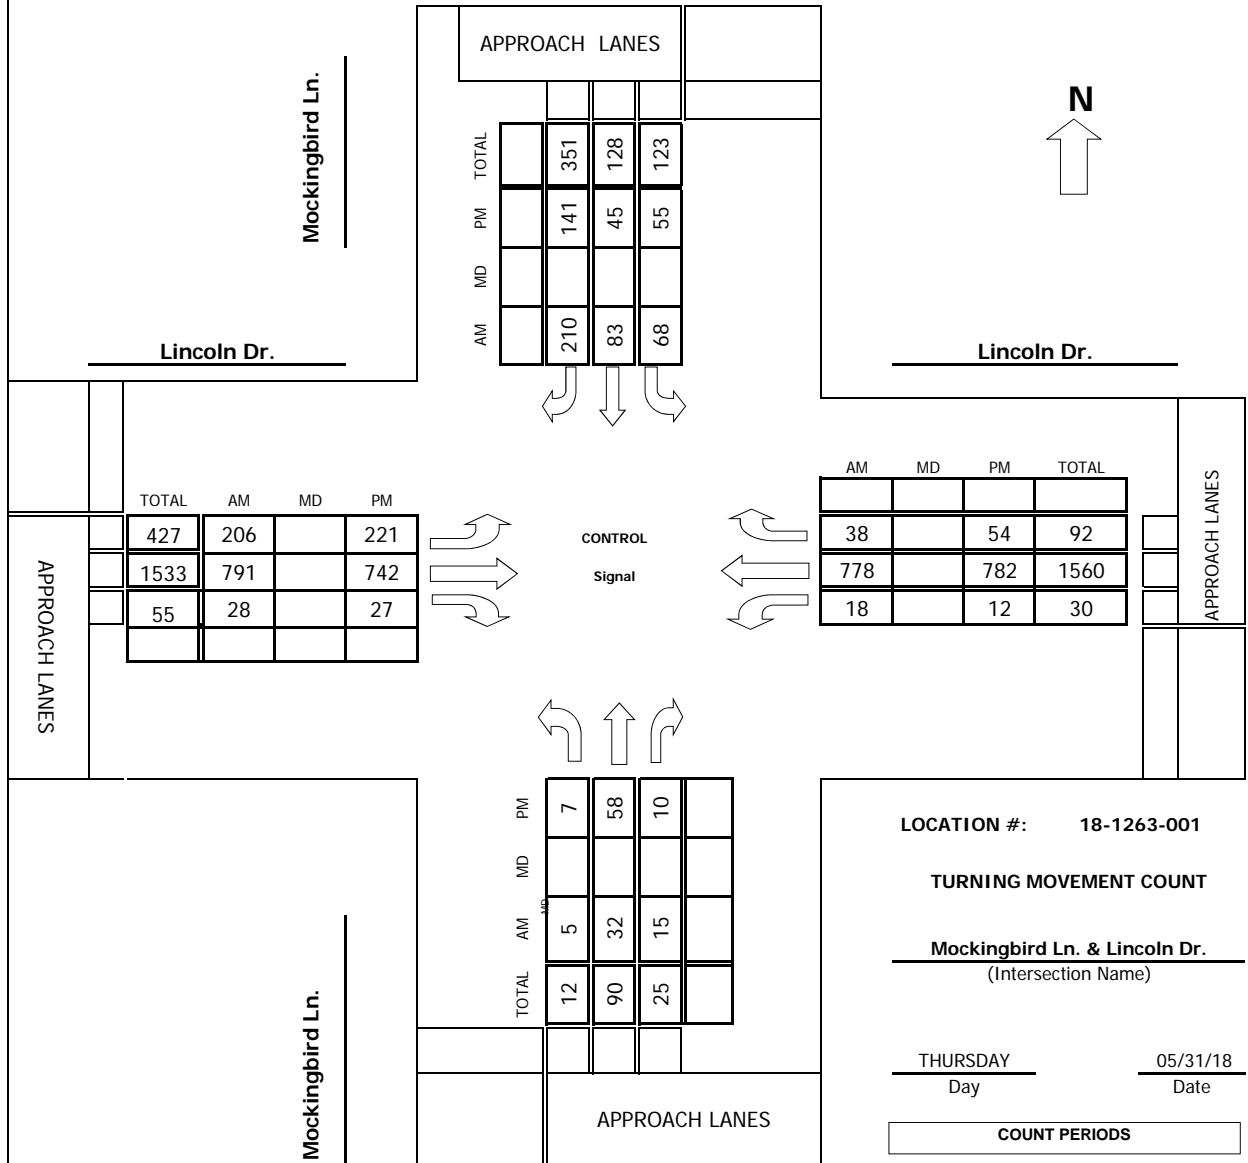 APPROACH LANES
Mockingbird Ln.
N
TOTAL 351 128 123
PM 141 45 55
MD
AM 210 83 68
Lincoln Dr.
Lincoln Dr.
AM MD PM TOTAL
38 54 92
778 782 1560
18 12 30
APPROACH LANES
TOTAL AM MD PM
427 206 221
1533 791 742
55 28 27
APPROACH LANES
CONTROL
Signal
PM 7 58 10
MD
MD
AM 5 32 15
TOTAL 12 90 25
Mockingbird Ln.
APPROACH LANES
LOCATION #: 18-1263-001
TURNING MOVEMENT COUNT
Mockingbird Ln. & Lincoln Dr.
(Intersection Name)
THURSDAY 05/31/18
Day Date
COUNT PERIODS